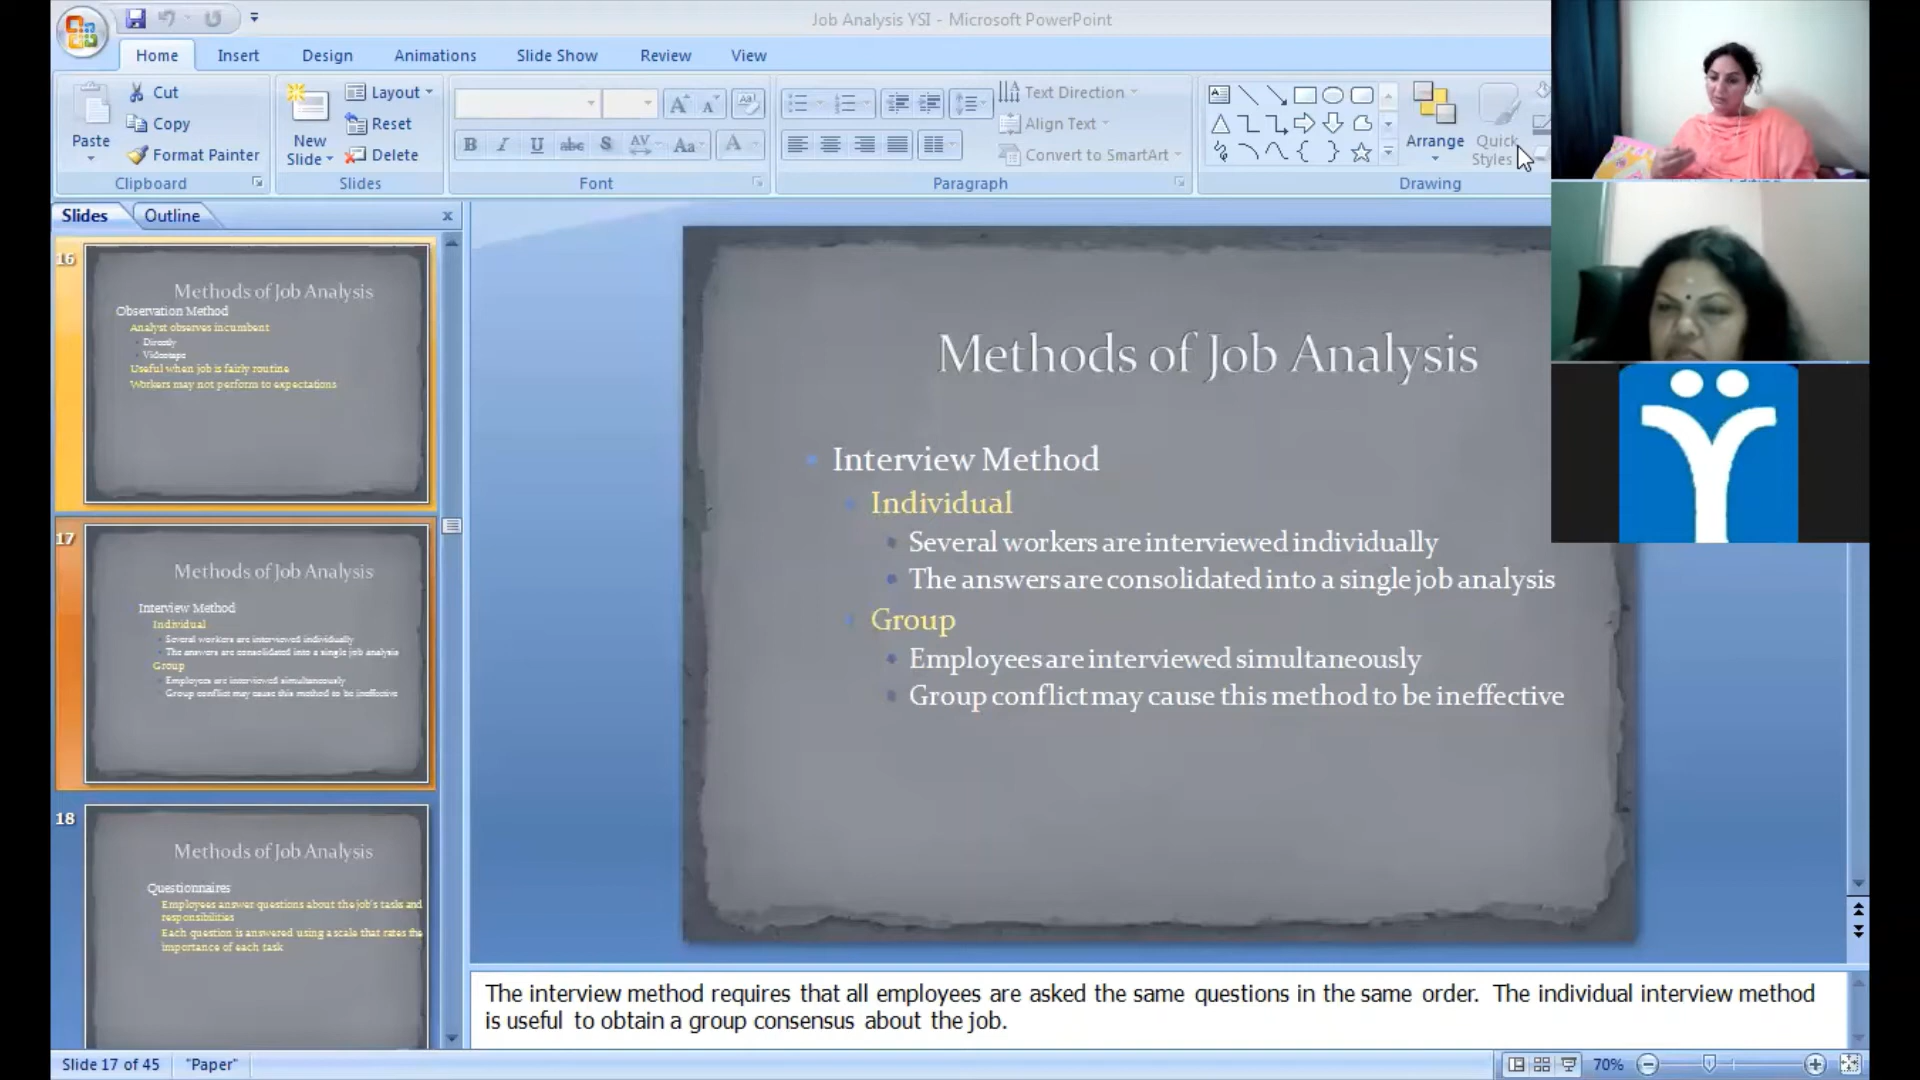 Job Analysis YSI - Microsoft PowerPoint
Home Insert Design Animations Slide Show Review View
Cut
Copy
Format Painter
Paste
Clipboard
New
Slide
Layout
Reset
Delete
Slides
Font
Text Direction
Align Text
Convert to SmartArt
Paragraph
Arrange
Quick
Styles
Drawing
Slides Outline
16
Methods of Job Analysis
Observation Method
Analyst observes incumbent
Directly
Videotape
Useful when job is fairly routine
Workers may not perform to expectations
17
Methods of Job Analysis
Interview Method
Individual
Several workers are interviewed individually
The answers are consolidated into a single job analysis
Group
Employees are interviewed simultaneously
Group conflict may cause this method to be ineffective
18
Methods of Job Analysis
Questionnaires
Employees answer questions about the job's tasks and
responsibilities
Each question is answered using a scale that rates the
importance of each task
Methods of Job Analysis
Interview Method
Individual
Several workers are interviewed individually
The answers are consolidated into a single job analysis
Group
Employees are interviewed simultaneously
Group conflict may cause this method to be ineffective
The interview method requires that all employees are asked the same questions in the same order. The individual interview method
is useful to obtain a group consensus about the job.
Slide 17 of 45 "Paper" 70%